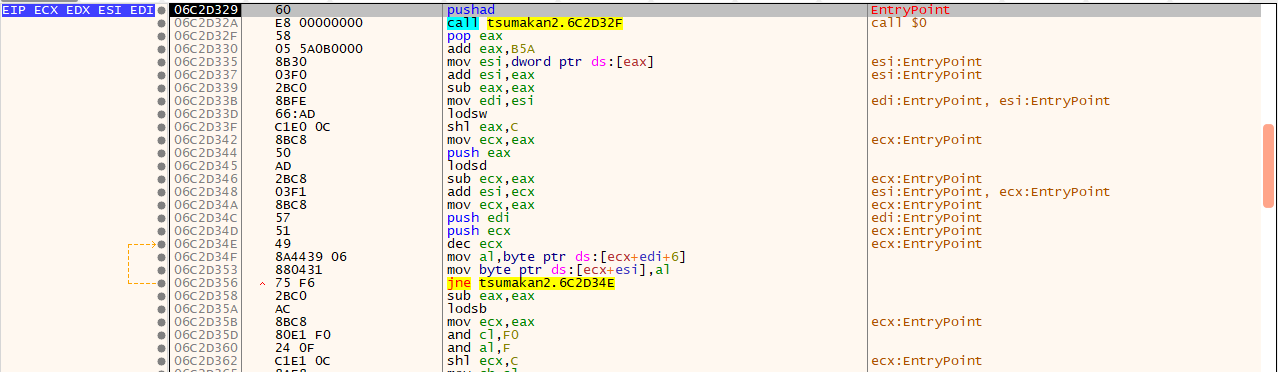 EIP ECX EDX ESI EDI 06C2D329 60 pushad EntryPoint
06C2D32A E8 00000000 call tsumakan2.6C2D32F call $0
06C2D32F 58 pop eax
06C2D330 05 5A0B0000 add eax,B5A
06C2D335 8B30 mov esi,dword ptr ds:[eax] esi:EntryPoint
06C2D337 03F0 add esi,eax esi:EntryPoint
06C2D339 2BC0 sub eax,eax
06C2D33B 8BFE mov edi,esi edi:EntryPoint, esi:EntryPoint
06C2D33D 66:AD lodsw
06C2D33F C1E0 0C shl eax,C
06C2D342 8BC8 mov ecx,eax ecx:EntryPoint
06C2D344 50 push eax
06C2D345 AD lodsd
06C2D346 2BC8 sub ecx,eax ecx:EntryPoint
06C2D348 03F1 add esi,ecx esi:EntryPoint, ecx:EntryPoint
06C2D34A 8BC8 mov ecx,eax ecx:EntryPoint
06C2D34C 57 push edi edi:EntryPoint
06C2D34D 51 push ecx ecx:EntryPoint
06C2D34E 49 dec ecx ecx:EntryPoint
06C2D34F 8A4439 06 mov al,byte ptr ds:[ecx+edi+6]
06C2D353 880431 mov byte ptr ds:[ecx+esi],al
06C2D356 75 F6 jne tsumakan2.6C2D34E
06C2D358 2BC0 sub eax,eax
06C2D35A AC lodsb
06C2D35B 8BC8 mov ecx,eax ecx:EntryPoint
06C2D35D 80E1 F0 and cl,F0
06C2D360 24 0F and al,F
06C2D362 C1E1 0C shl ecx,C ecx:EntryPoint